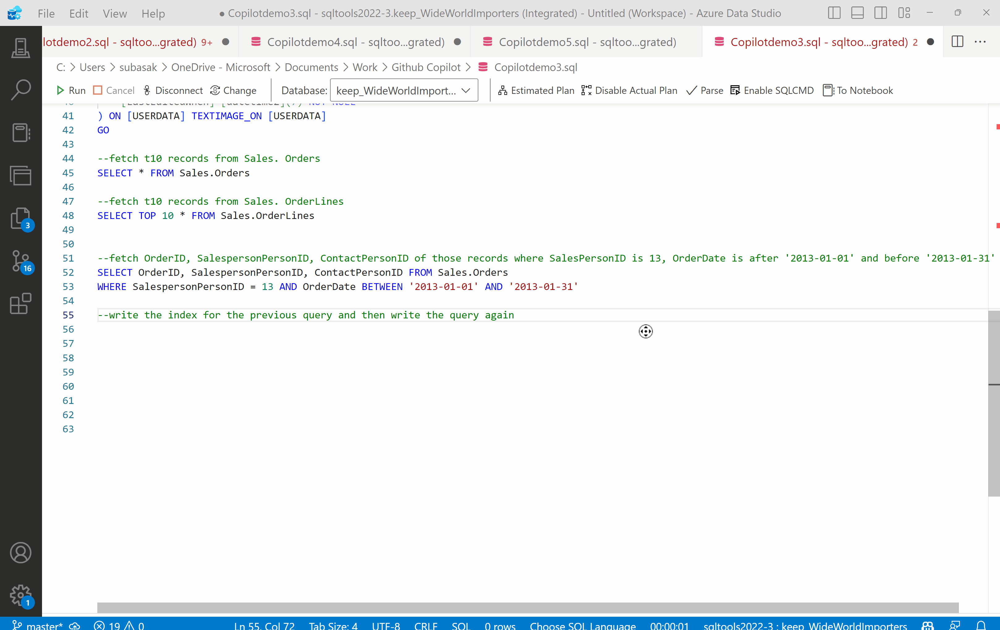 File Edit View Help ● Copilotdemo3.sql - sqltools2022-3.keep_WideWorldImporters (Integrated) - Untitled (Workspace) - Azure Data Studio
lotdemo2.sql - sqltoo...grated) 9+ Copilotdemo4.sql - sqltoo...grated) Copilotdemo5.sql - sqltoo...grated) Copilotdemo3.sql - sqltoo...grated) 2
C: > Users > subasak > OneDrive - Microsoft > Documents > Work > Github Copilot > Copilotdemo3.sql
Run Cancel Disconnect Change Database: keep_WideWorldImport... Estimated Plan Disable Actual Plan Parse Enable SQLCMD To Notebook
40 [LastEditedWhen] [datetime2](7) NOT NULL
41 ) ON [USERDATA] TEXTIMAGE_ON [USERDATA]
42 GO
43
44 --fetch t10 records from Sales. Orders
45 SELECT * FROM Sales.Orders
46
47 --fetch t10 records from Sales. OrderLines
48 SELECT TOP 10 * FROM Sales.OrderLines
49
50
51 --fetch OrderID, SalespersonPersonID, ContactPersonID of those records where SalesPersonID is 13, OrderDate is after '2013-01-01' and before '2013-01-31'
52 SELECT OrderID, SalespersonPersonID, ContactPersonID FROM Sales.Orders
53 WHERE SalespersonPersonID = 13 AND OrderDate BETWEEN '2013-01-01' AND '2013-01-31'
54
55 --write the index for the previous query and then write the query again
56
57
58
59
60
61
62
63
3
16
1
master* 19 0 Ln 55, Col 72 Tab Size: 4 UTF-8 CRLF SQL 0 rows Choose SQL Language 00:00:01 sqltools2022-3 : keep_WideWorldImporters